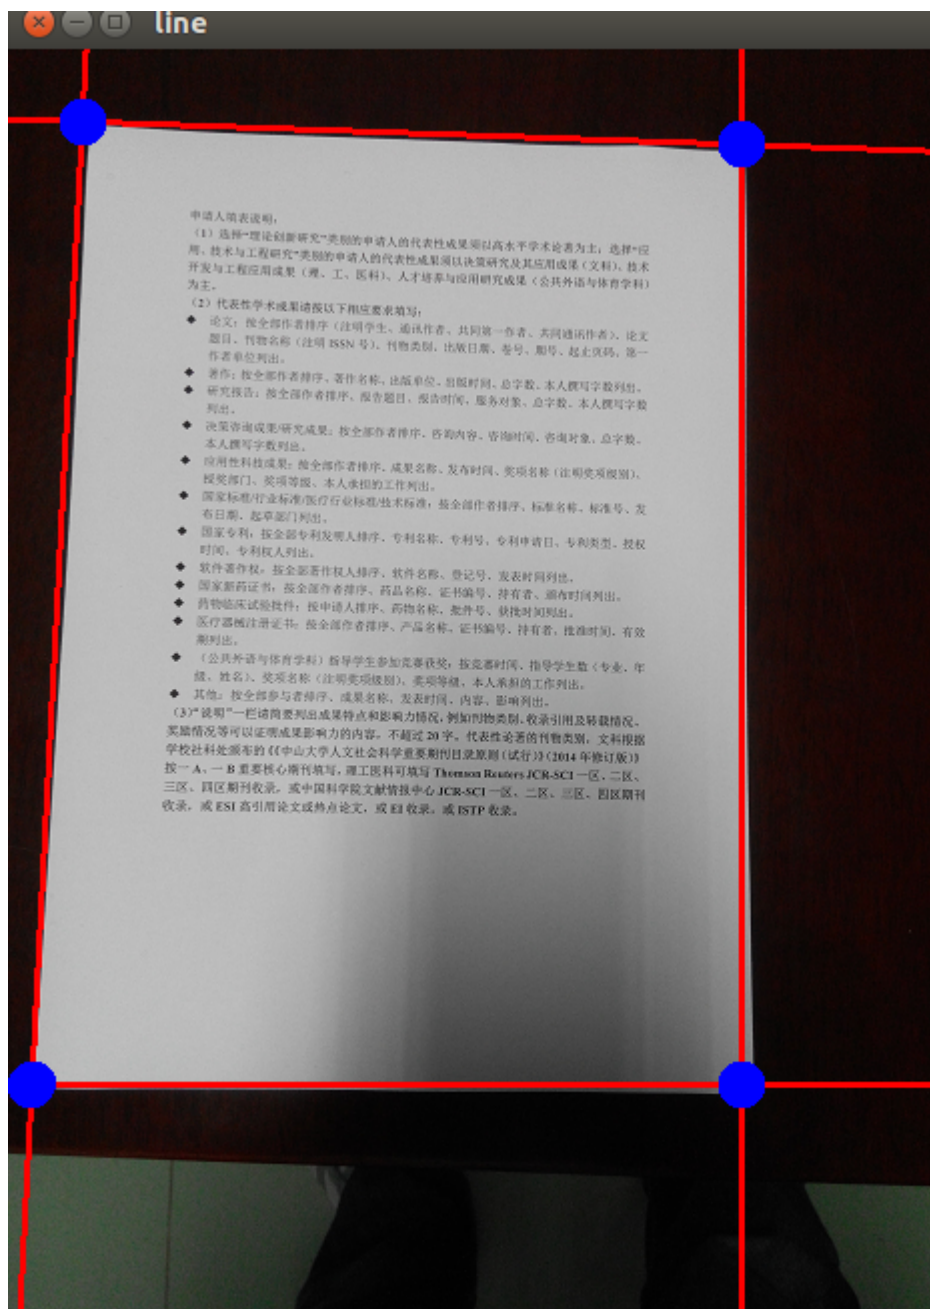 line
申请人填表说明：
（1）选择“理论创新研究”类别的申请人的代表性成果须以高水平学术论著为主；选择“应
用、技术与工程研究”类别的申请人的代表性成果须以决策研究及其应用成果（文科）、技术
开发与工程应用成果（理、工、医科）、人才培养与应用研究成果（公共外语与体育学科）
为主。
（2）代表性学术成果请按以下相应要求填写：
◆ 论文：按全部作者排序（注明学生、通讯作者、共同第一作者、共同通讯作者）、论文
题目、刊物名称（注明 ISSN 号）、刊物类别、出版日期、卷号、期号、起止页码，第一
作者单位列出。
◆ 著作：按全部作者排序、著作名称、出版单位、出版时间、总字数、本人撰写字数列出。
◆ 研究报告：按全部作者排序、报告题目、报告时间、服务对象、总字数、本人撰写字数
列出。
◆ 决策咨询成果/研究成果：按全部作者排序、咨询内容、咨询时间、咨询对象、总字数、
本人撰写字数列出。
◆ 应用性科技成果：按全部作者排序、成果名称、发布时间、奖项名称（注明奖项级别）、
授奖部门、奖项等级、本人承担的工作列出。
◆ 国家标准/行业标准/医疗行业标准/技术标准：按全部作者排序、标准名称、标准号、发
布日期、起草部门列出。
◆ 国家专利：按全部专利发明人排序、专利名称、专利号、专利申请日、专利类型、授权
时间、专利权人列出。
◆ 软件著作权：按全部著作权人排序、软件名称、登记号、发表时间列出。
◆ 国家新药证书：按全部作者排序、药品名称、证书编号、持有者、颁布时间列出。
◆ 药物临床试验批件：按申请人排序、药物名称、批件号、获批时间列出。
◆ 医疗器械注册证书：按全部作者排序、产品名称、证书编号、持有者、批准时间、有效
期列出。
◆ （公共外语与体育学科）指导学生参加竞赛获奖：按竞赛时间、指导学生数（专业、年
级、姓名）、奖项名称（注明奖项级别）、奖项等级、本人承担的工作列出。
◆ 其他：按全部参与者排序、成果名称、发表时间、内容、影响列出。
（3）“说明”一栏请简要列出成果特点和影响力情况，例如刊物类别、收录引用及转载情况、
奖励情况等可以证明成果影响力的内容，不超过 20 字。代表性论著的刊物类别，文科根据
学校社科处颁布的《《中山大学人文社会科学重要期刊目录原则（试行）》（2014 年修订版）》
按一 A、一 B 重要核心期刊填写，理工医科可填写 Thomson Reuters JCR-SCI 一区、二区、
三区、四区期刊收录，或中国科学院文献情报中心 JCR-SCI 一区、二区、三区、四区期刊
收录，或 ESI 高引用论文或热点论文，或 EI 收录，或 ISTP 收录。